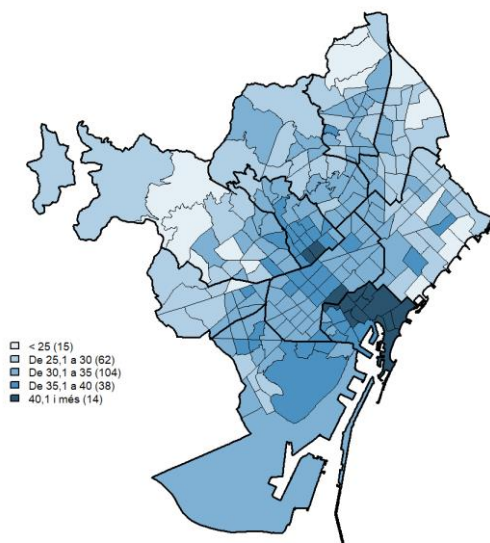 < 25 (15)
De 25,1 a 30 (62)
De 30,1 a 35 (104)
De 35,1 a 40 (38)
40,1 i més (14)